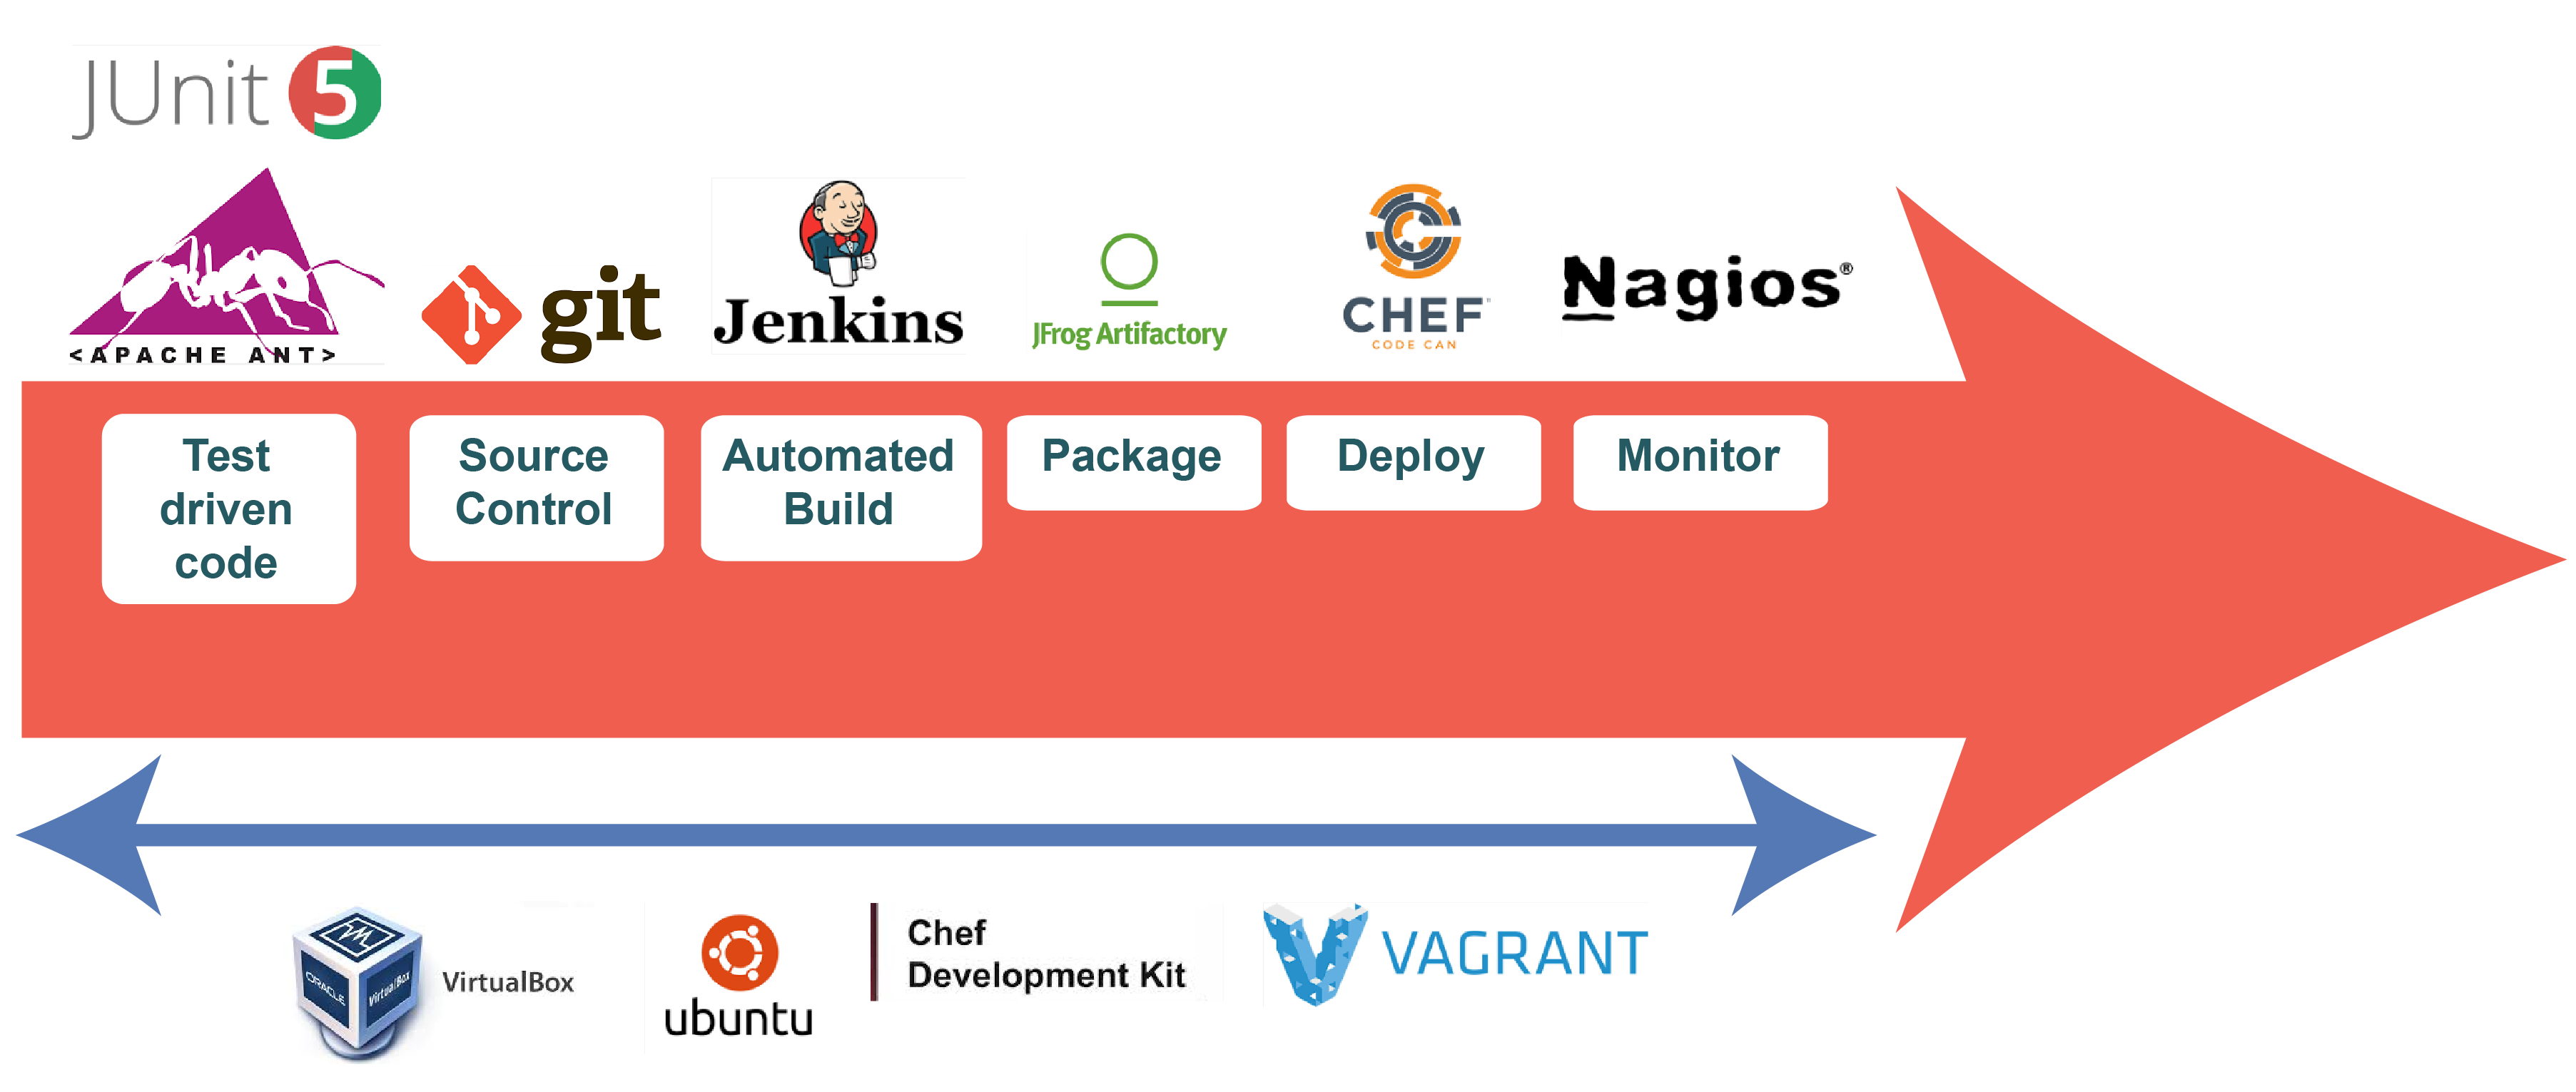 JUnit 5
<APACHE ANT>
git
Jenkins
JFrog Artifactory
CHEF
CODE CAN
Nagios®
Test
driven
code
Source
Control
Automated
Build
Package
Deploy
Monitor
ORACLE
VirtualBox
VirtualBox
ubuntu
Chef
Development Kit
VAGRANT